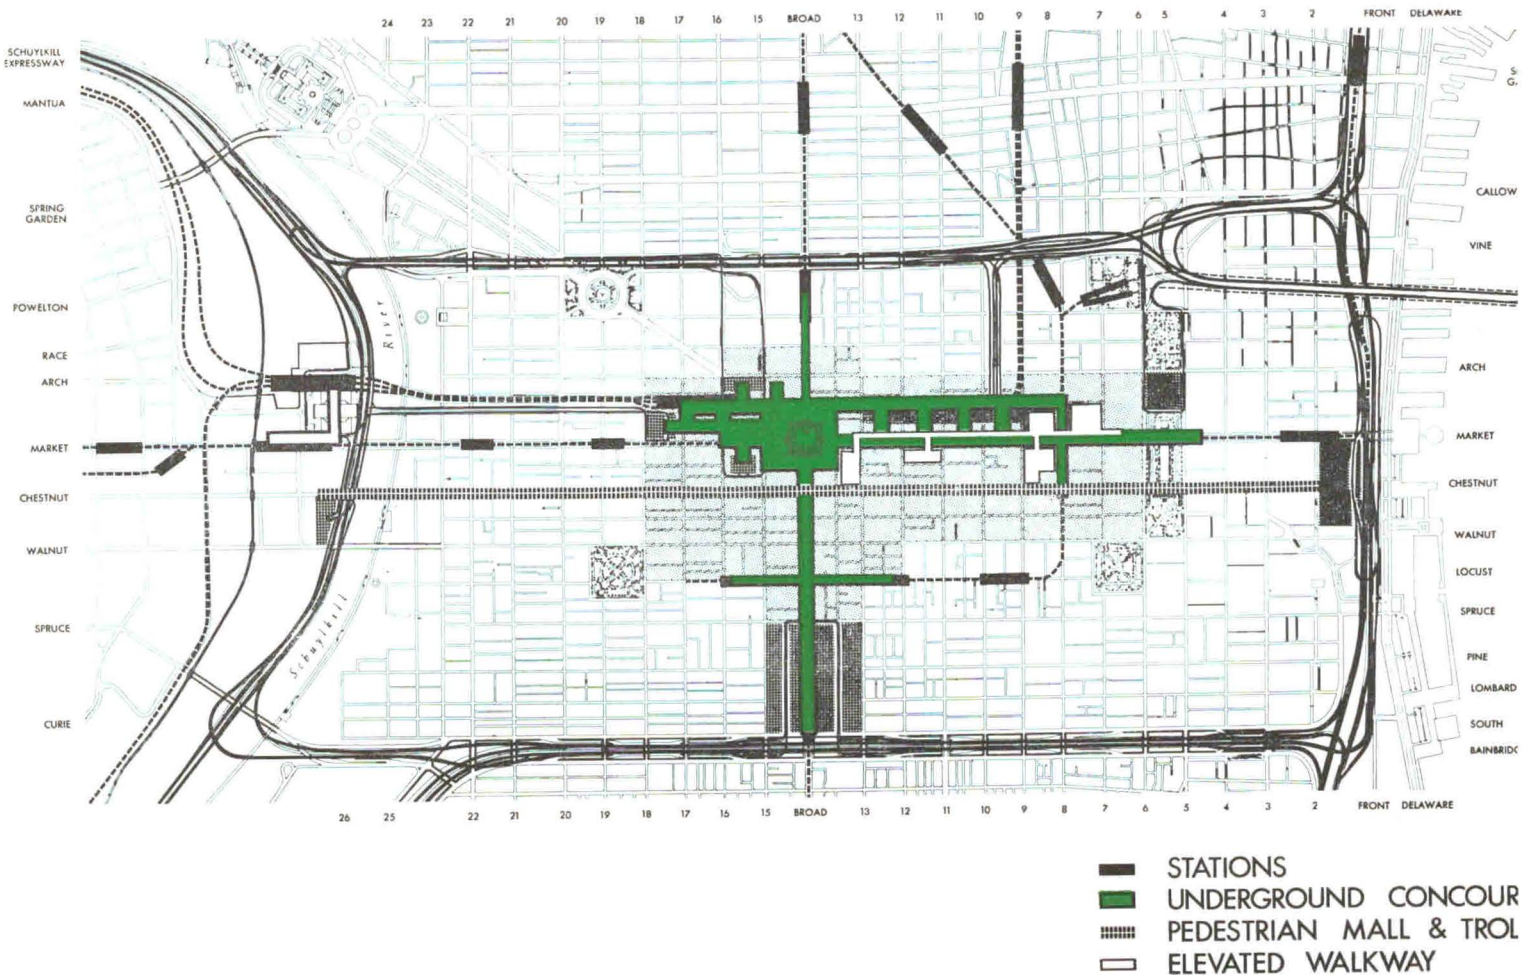 24 23 22 21 20 19 18 17 16 15 BROAD 13 12 11 10 9 8 7 6 5 4 3 2 FRONT DELAWARE
SCHUYLKILL
EXPRESSWAY
MANTUA
SPRING
GARDEN
POWELTON
RACE
ARCH
MARKET
CHESTNUT
WALNUT
SPRUCE
CURIE
River
Schuylkill
CALLOW
VINE
ARCH
MARKET
CHESTNUT
WALNUT
LOCUST
SPRUCE
PINE
LOMBARD
SOUTH
BAINBRIDG
26 25 22 21 20 19 18 17 16 15 BROAD 13 12 11 10 9 8 7 6 5 4 3 2 FRONT DELAWARE
STATIONS
UNDERGROUND CONCOUR
PEDESTRIAN MALL & TROL
ELEVATED WALKWAY